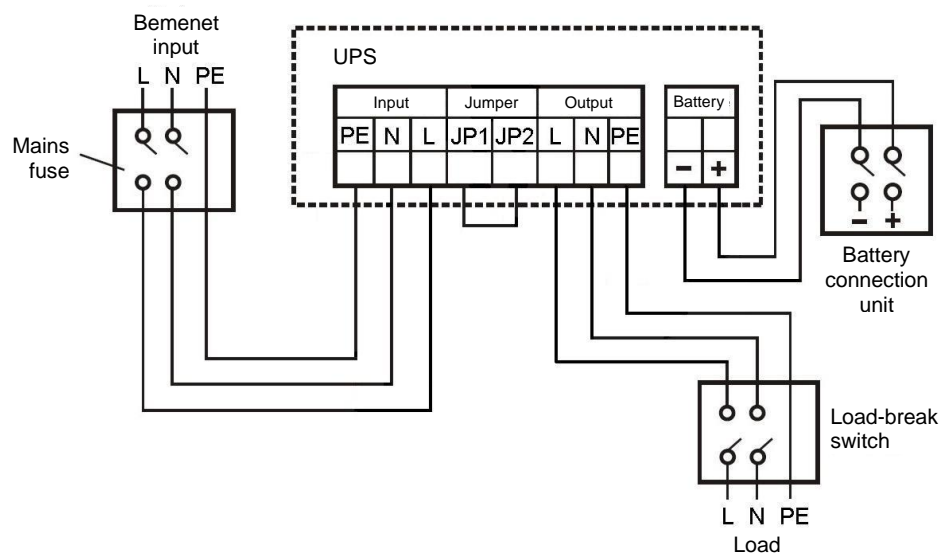 Bemenet
input
L N PE
Mains
fuse
UPS
Input Jumper Output
PE N L JP1 JP2 L N PE
Battery
- +
- +
Battery
connection
unit
Load-break
switch
L N PE
Load